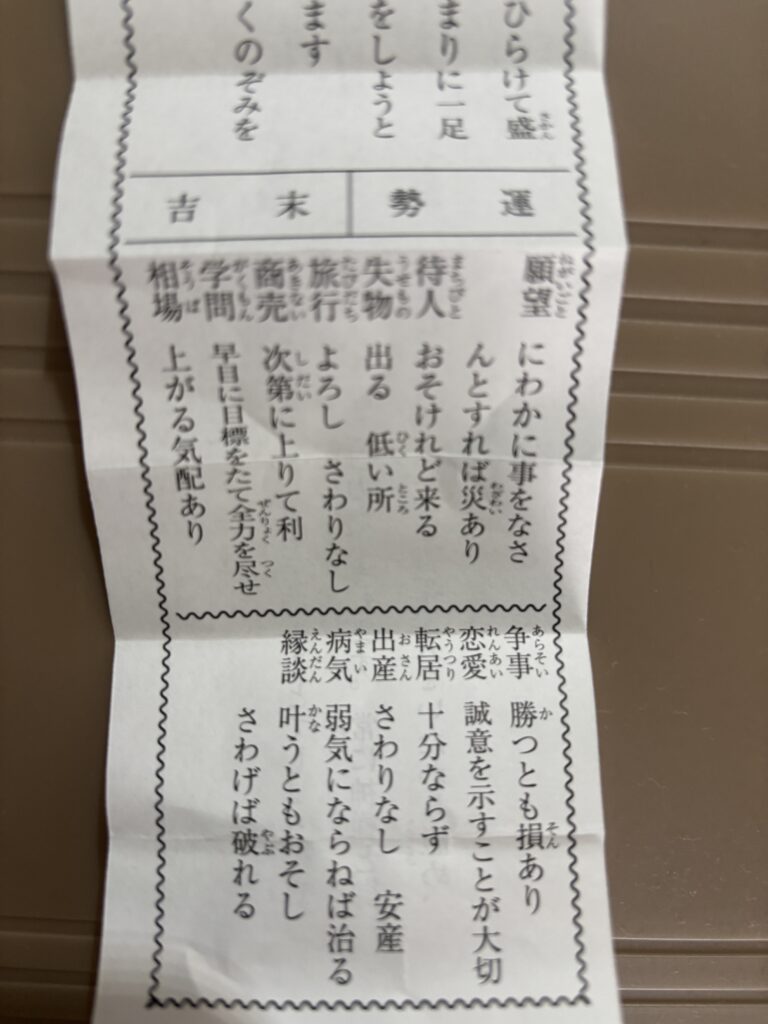 ひらけて盛
まりに一足
をしようと
ます
くのぞみを
運勢
末吉
願望 にわかに事をなさ
んとすれば災あり
待人 おそけれど来る
失物 出る 低い所
旅行 よろし さわりなし
商売 次第に上りて利
学問 早目に目標をたて全力を尽せ
相場 上がる気配あり
争事 勝つとも損あり
恋愛 誠意を示すことが大切
転居 十分ならず
出産 さわりなし 安産
病気 弱気にならねば治る
縁談 叶うともおそし
さわげば破れる